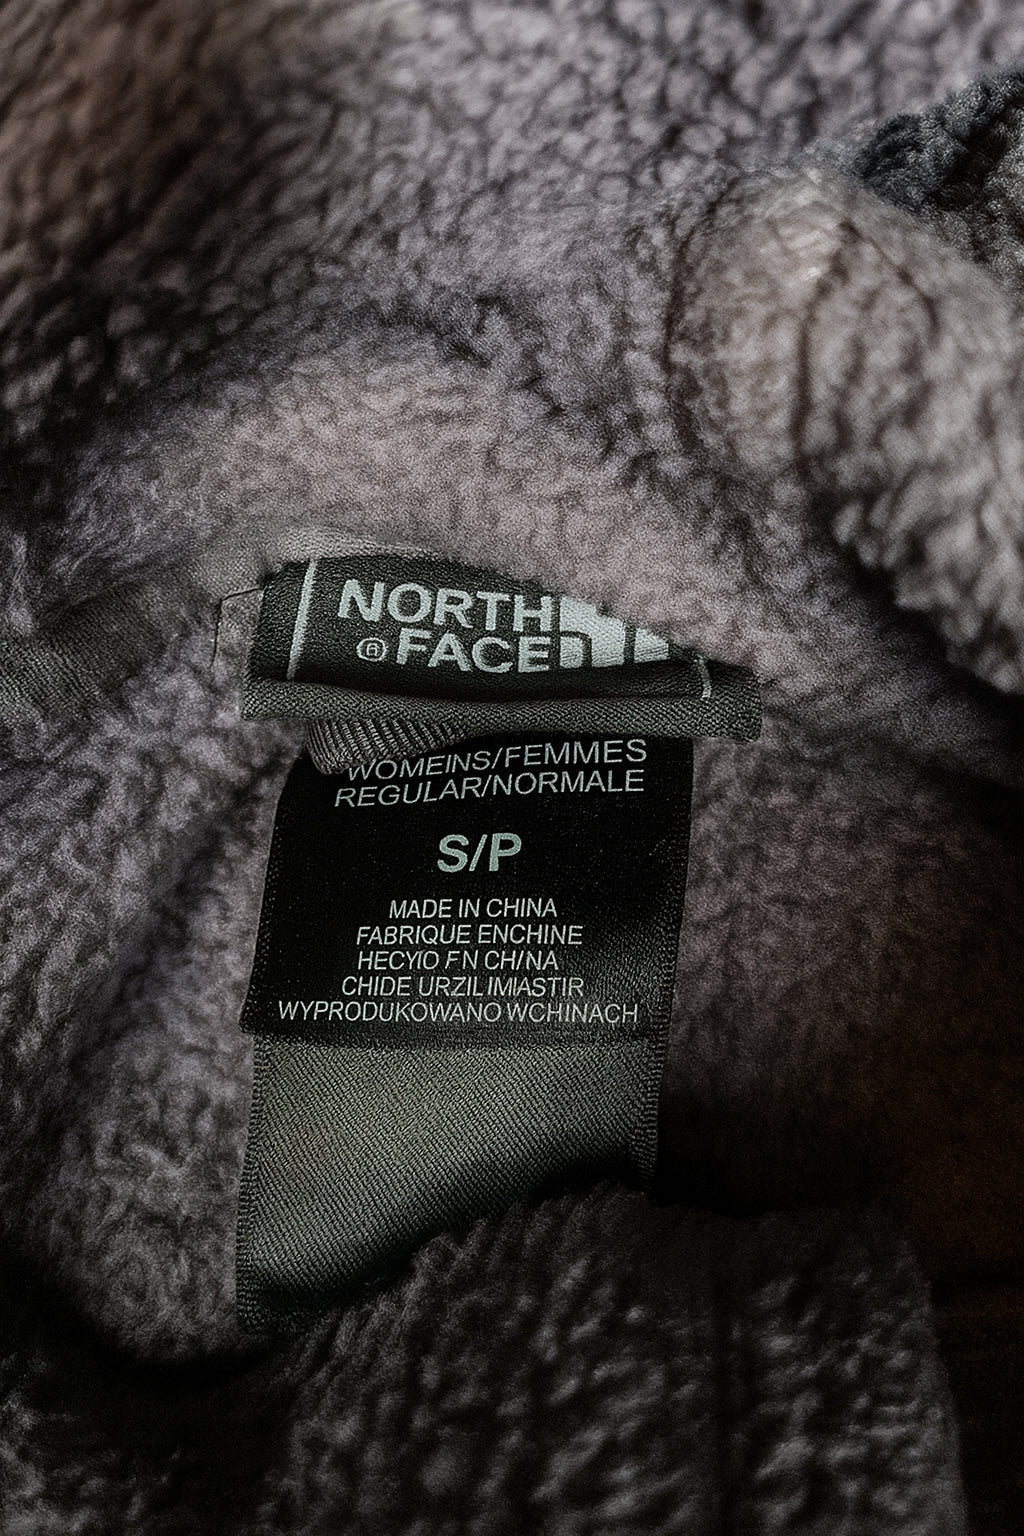 NORTH
® FACE
WOMEINS/FEMMES
REGULAR/NORMALE
S/P
MADE IN CHINA
FABRIQUE ENCHINE
HECYIO FN CH/NA
CHIDE URZILIMIASTIR
WYPRODUKOWANO WCHINACH